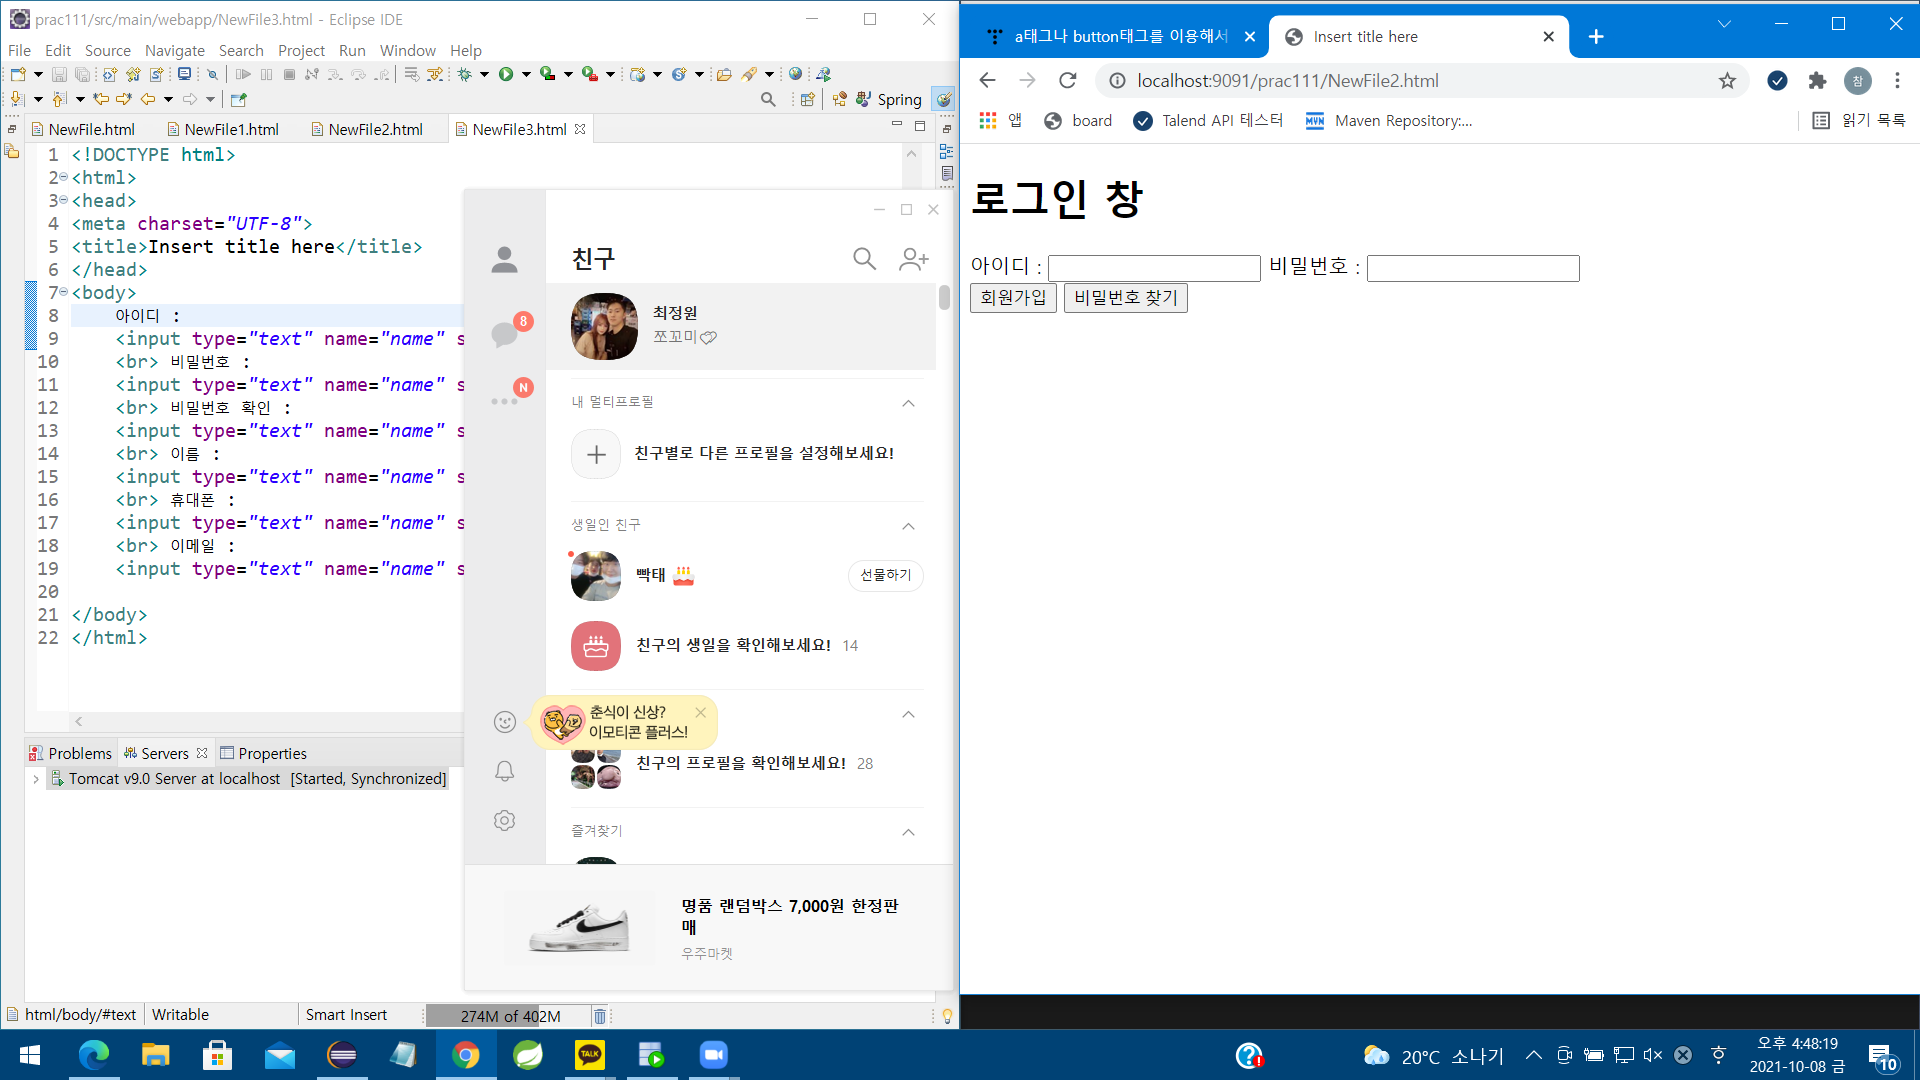 prac111/src/main/webapp/NewFile3.html - Eclipse IDE
File Edit Source Navigate Search Project Run Window Help
Spring
NewFile.html NewFile1.html NewFile2.html NewFile3.html
1 <!DOCTYPE html>
2 <html>
3 <head>
4 <meta charset="UTF-8">
5 <title>Insert title here</title>
6 </head>
7 <body>
8 아이디 :
9 <input type="text" name="name" s
10 <br> 비밀번호 :
11 <input type="text" name="name" s
12 <br> 비밀번호 확인 :
13 <input type="text" name="name" s
14 <br> 이름 :
15 <input type="text" name="name" s
16 <br> 휴대폰 :
17 <input type="text" name="name" s
18 <br> 이메일 :
19 <input type="text" name="name" s
20
21 </body>
22 </html>
Problems Servers Properties
Tomcat v9.0 Server at localhost [Started, Synchronized]
html/body/#text Writable Smart Insert 274M of 402M
친구
8
N
최정원
쪼꼬미
내 멀티프로필
친구별로 다른 프로필을 설정해보세요!
생일인 친구
빡태
선물하기
친구의 생일을 확인해보세요! 14
춘식이 신상?
이모티콘 플러스!
친구의 프로필을 확인해보세요! 28
즐겨찾기
명품 랜덤박스 7,000원 한정판
매
우주마켓
a태그나 button태그를 이용해서
Insert title here
localhost:9091/prac111/NewFile2.html
참
앱 board Talend API 테스터 MVN Maven Repository:... 읽기 목록
로그인 창
아이디 : 비밀번호 :
회원가입 비밀번호 찾기
TALK
20°C 소나기
오후 4:48:19
2021-10-08 금
10